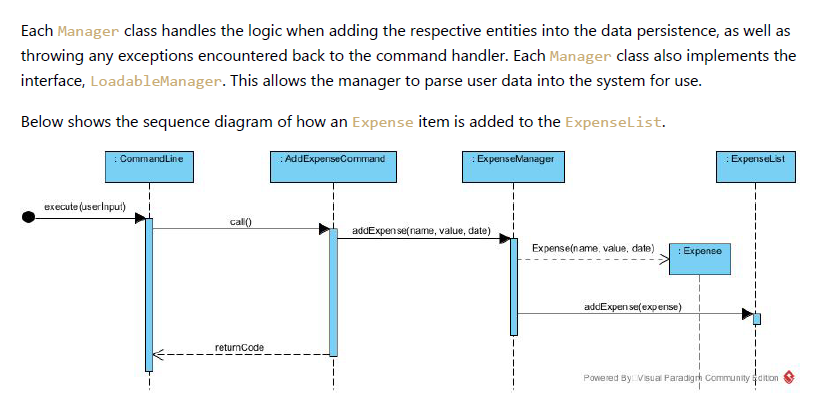 Each Manager class handles the logic when adding the respective entities into the data persistence, as well as
throwing any exceptions encountered back to the command handler. Each Manager class also implements the
interface, LoadableManager. This allows the manager to parse user data into the system for use.
Below shows the sequence diagram of how an Expense item is added to the ExpenseList.
: CommandLine
: AddExpenseCommand
: ExpenseManager
: ExpenseList
execute(userInput)
call()
addExpense(name, value, date)
Expense(name, value, date)
: Expense
addExpense(expense)
returnCode
Powered By: Visual Paradigm Community Edition